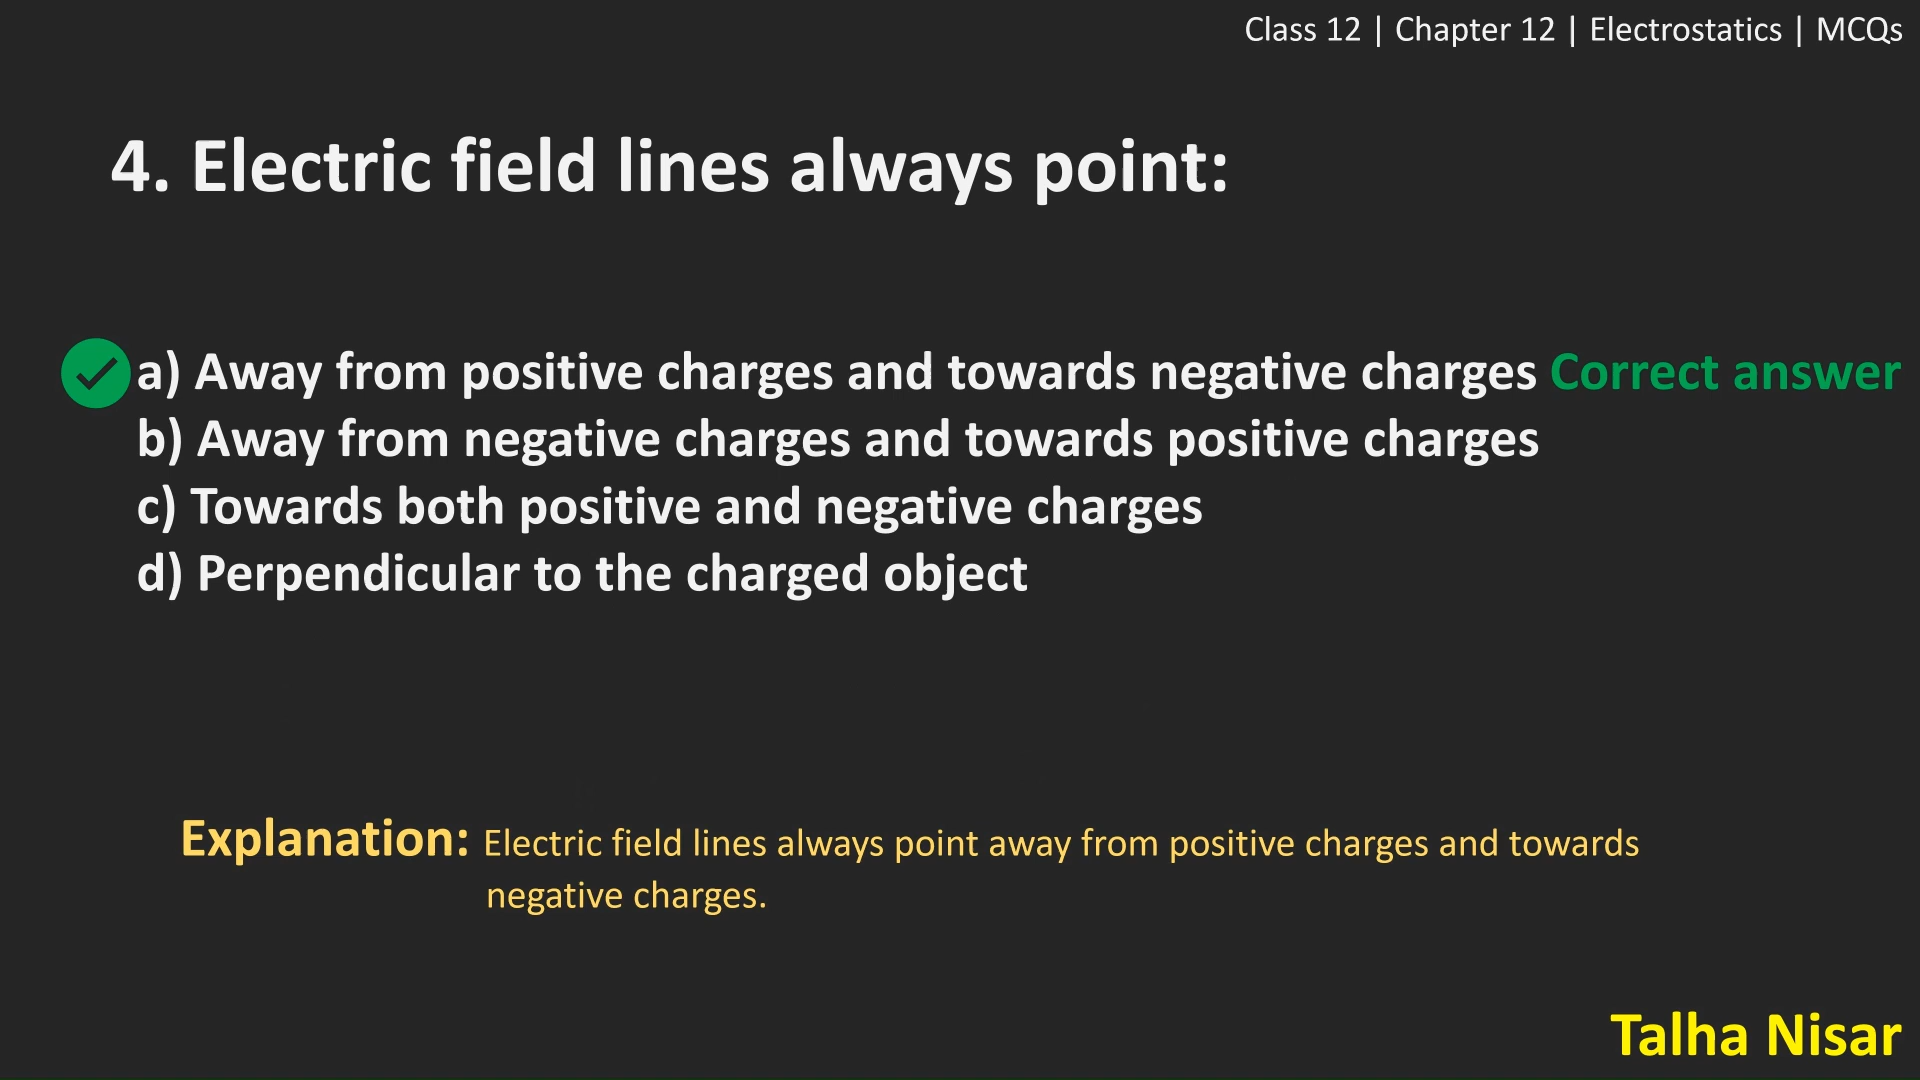 Class 12 | Chapter 12 | Electrostatics | MCQs
4. Electric field lines always point:
a) Away from positive charges and towards negative charges Correct answer
b) Away from negative charges and towards positive charges
c) Towards both positive and negative charges
d) Perpendicular to the charged object
Explanation: Electric field lines always point away from positive charges and towards
negative charges.
Talha Nisar